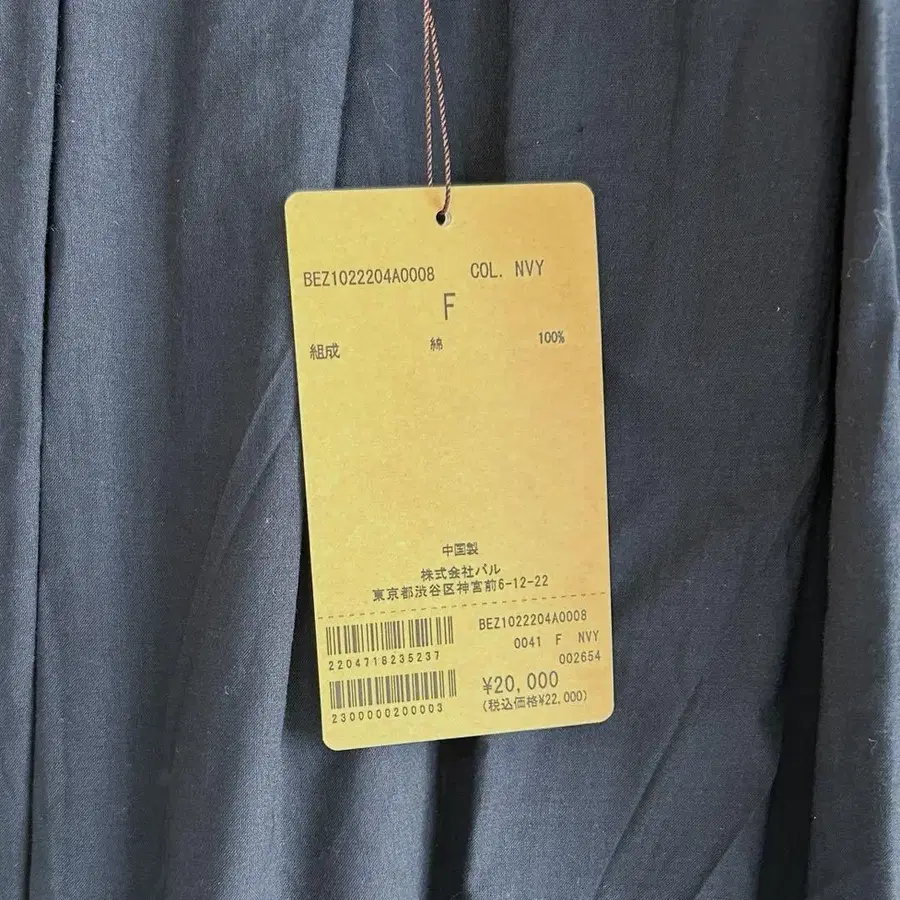 BEZ1022204A0008 COL. NVY
F
組成 綿 100%
中国製
株式会社バル
東京都渋谷区神宮前6-12-22
BEZ1022204A0008
0041 F NVY
002654
2204718235237
¥20,000
(税込価格¥22,000)
2300000200003